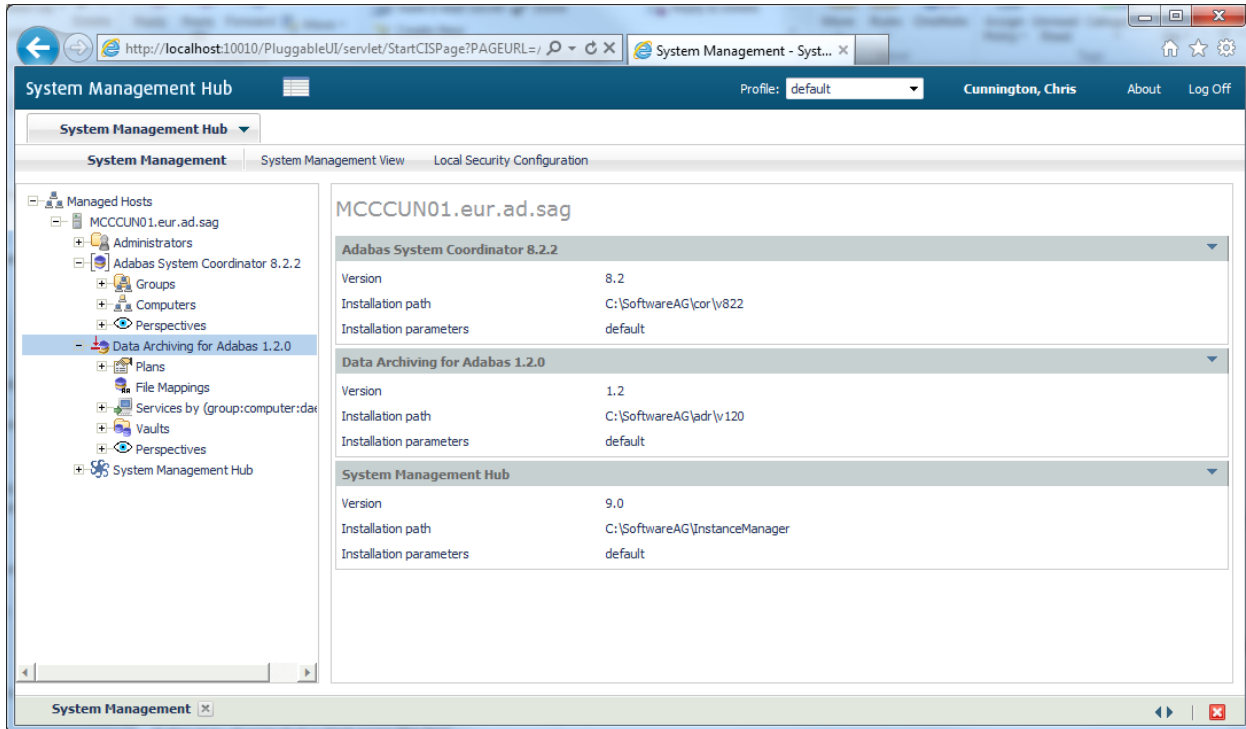 http://localhost:10010/PluggableUI/servlet/StartCISPage?PAGEURL=/
System Management - Syst...
System Management Hub
Profile: default
Cunnington, Chris
About
Log Off
System Management Hub
System Management
System Management View
Local Security Configuration
Managed Hosts
MCCCUN01.eur.ad.sag
Administrators
Adabas System Coordinator 8.2.2
Groups
Computers
Perspectives
Data Archiving for Adabas 1.2.0
Plans
File Mappings
Services by (group:computer:dae
Vaults
Perspectives
System Management Hub
MCCCUN01.eur.ad.sag
Adabas System Coordinator 8.2.2
Version 8.2
Installation path C:\SoftwareAG\cor\v822
Installation parameters default
Data Archiving for Adabas 1.2.0
Version 1.2
Installation path C:\SoftwareAG\adr\v120
Installation parameters default
System Management Hub
Version 9.0
Installation path C:\SoftwareAG\InstanceManager
Installation parameters default
System Management